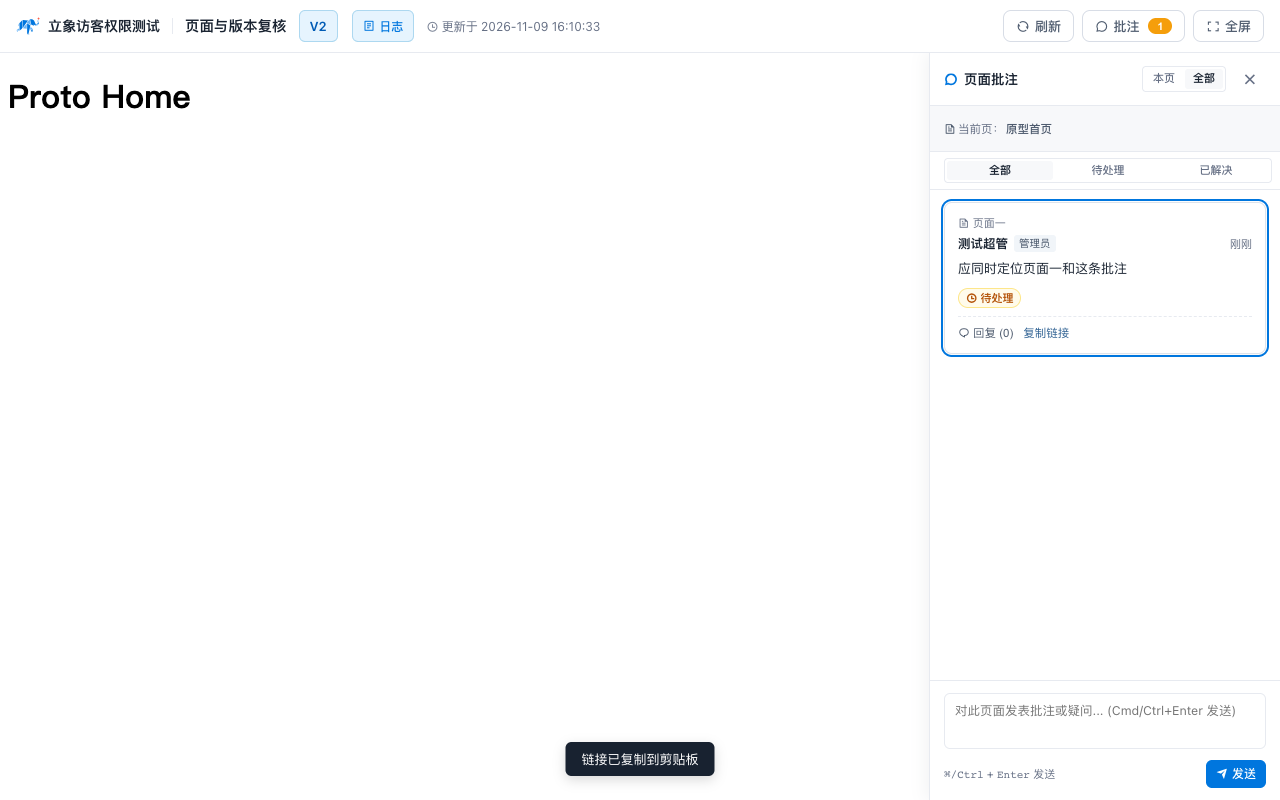 立象访客权限测试 页面与版本复核 V2 日志 更新于 2026-11-09 16:10:33 刷新 批注 1 全屏
Proto Home
页面批注 本页 全部
当前页： 原型首页
全部 待处理 已解决
页面一
测试超管 管理员 刚刚
应同时定位页面一和这条批注
待处理
回复 (0) 复制链接
对此页面发表批注或疑问... (Cmd/Ctrl+Enter 发送)
链接已复制到剪贴板
⌘/Ctrl + Enter 发送 发送